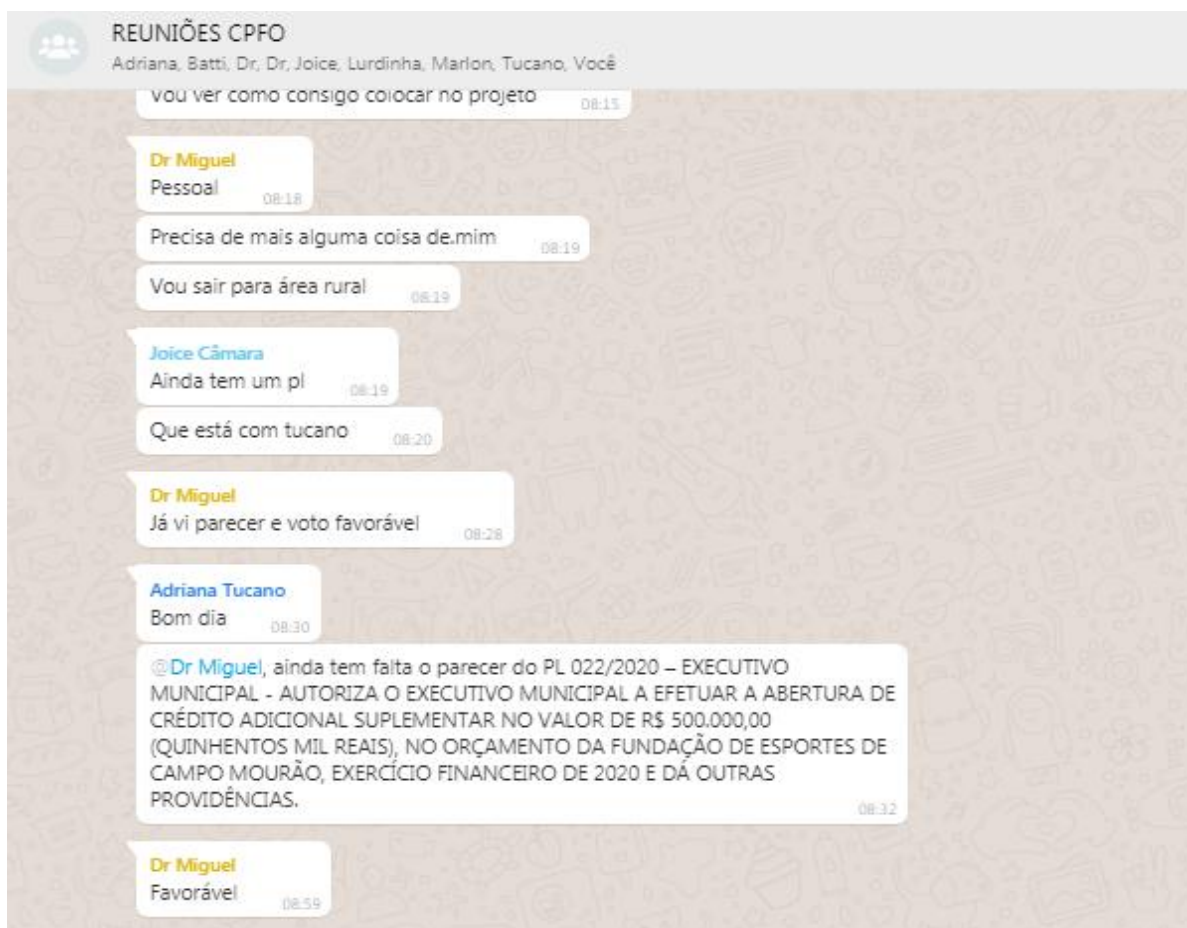 REUNIÕES CPFO
Adriana, Batti, Dr, Dr, Joice, Lurdinha, Marlon, Tucano, Você
Vou ver como consigo colocar no projeto 08:15
Dr Miguel
Pessoal 08:18
Precisa de mais alguma coisa de.mim 08:19
Vou sair para área rural 08:19
Joice Câmara
Ainda tem um pl 08:19
Que está com tucano 08:20
Dr Miguel
Já vi parecer e voto favorável 08:28
Adriana Tucano
Bom dia 08:30
@Dr Miguel, ainda tem falta o parecer do PL 022/2020 – EXECUTIVO
MUNICIPAL - AUTORIZA O EXECUTIVO MUNICIPAL A EFETUAR A ABERTURA DE
CRÉDITO ADICIONAL SUPLEMENTAR NO VALOR DE R$ 500.000,00
(QUINHENTOS MIL REAIS), NO ORÇAMENTO DA FUNDAÇÃO DE ESPORTES DE
CAMPO MOURÃO, EXERCÍCIO FINANCEIRO DE 2020 E DÁ OUTRAS
PROVIDÊNCIAS. 08:32
Dr Miguel
Favorável 08:59